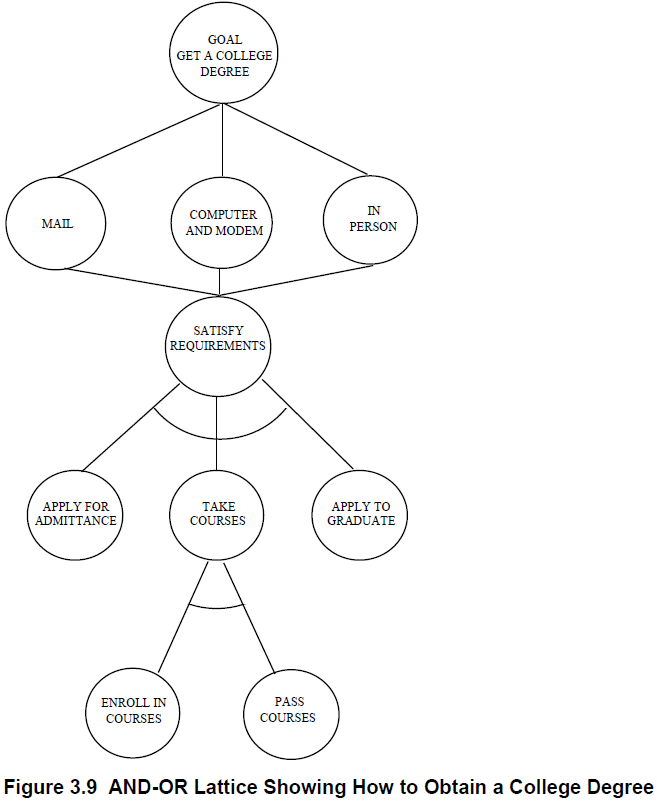 GOAL
GET A COLLEGE
DEGREE
MAIL
COMPUTER
AND MODEM
IN
PERSON
SATISFY
REQUIREMENTS
APPLY FOR
ADMITTANCE
TAKE
COURSES
APPLY TO
GRADUATE
ENROLL IN
COURSES
PASS
COURSES
Figure 3.9 AND-OR Lattice Showing How to Obtain a College Degree